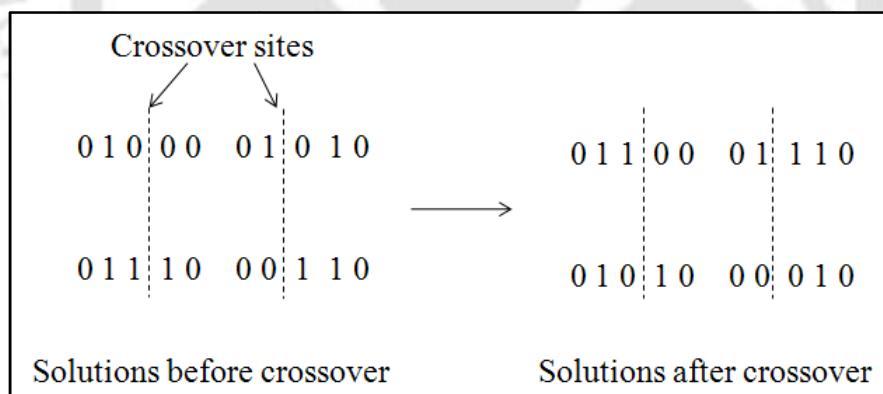 Crossover sites
0 1 0 0 0 0 1 0 1 0
0 1 1 0 0 0 1 1 1 0
0 1 1 1 0 0 0 1 1 0
0 1 0 1 0 0 0 0 1 0
Solutions before crossover
Solutions after crossover